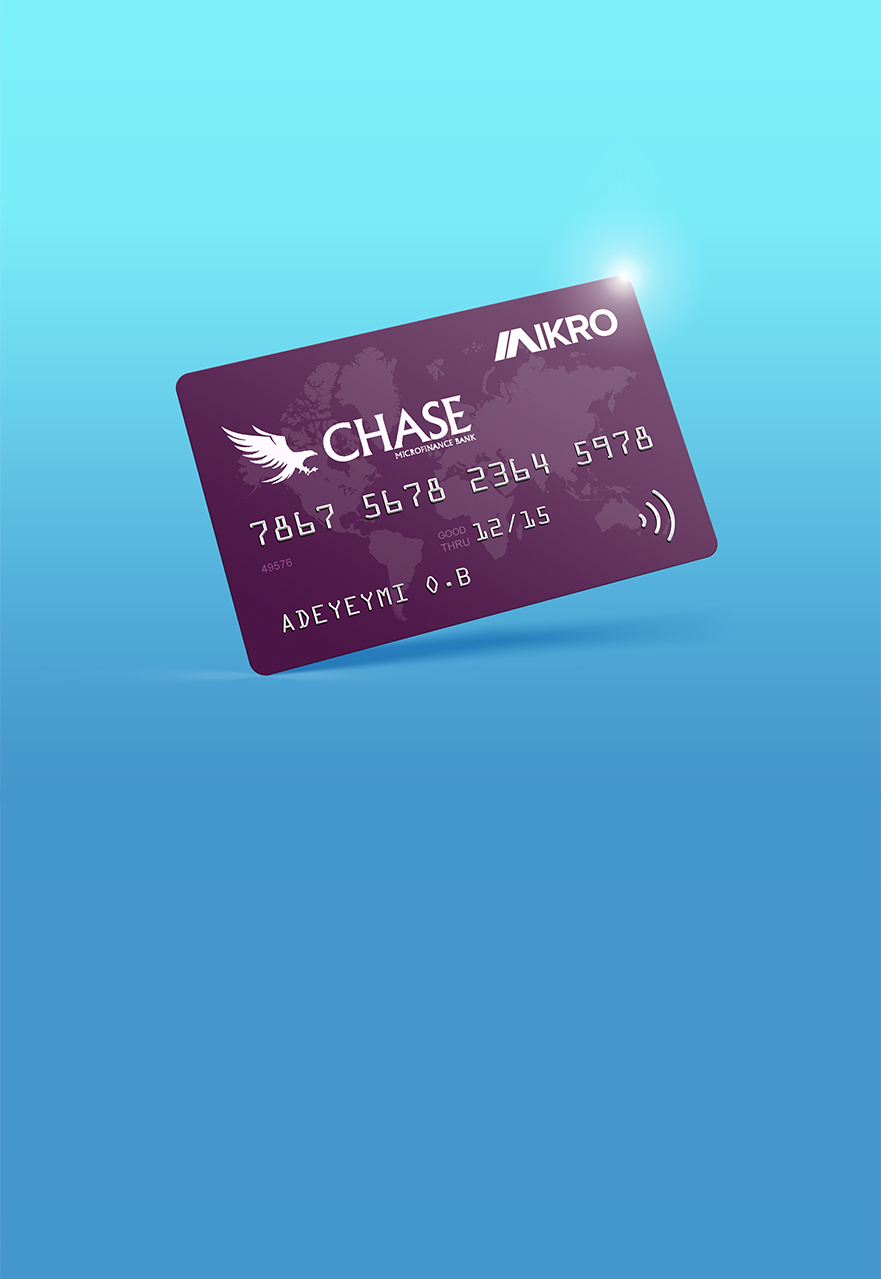 MIKRO
CHASE
MICROFINANCE BANK
7867 5678 2364 5978
GOOD THRU 12/15
49576
ADEYEYMI O.B